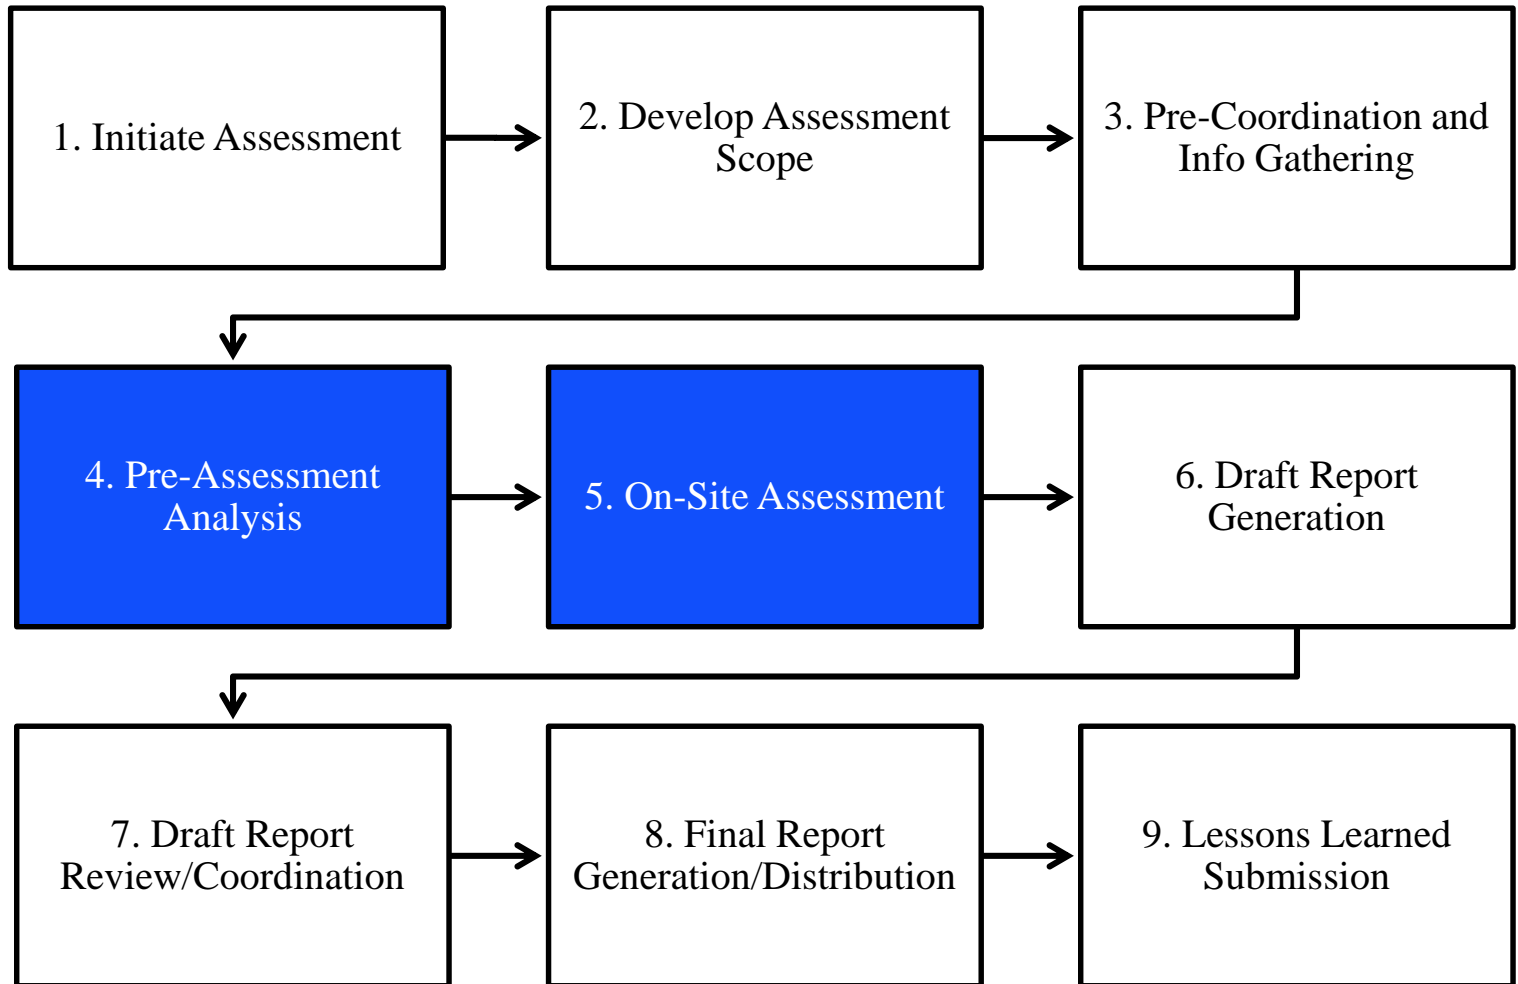 1. Initiate Assessment
2. Develop Assessment
Scope
3. Pre-Coordination and
Info Gathering
4. Pre-Assessment
Analysis
5. On-Site Assessment
6. Draft Report
Generation
7. Draft Report
Review/Coordination
8. Final Report
Generation/Distribution
9. Lessons Learned
Submission